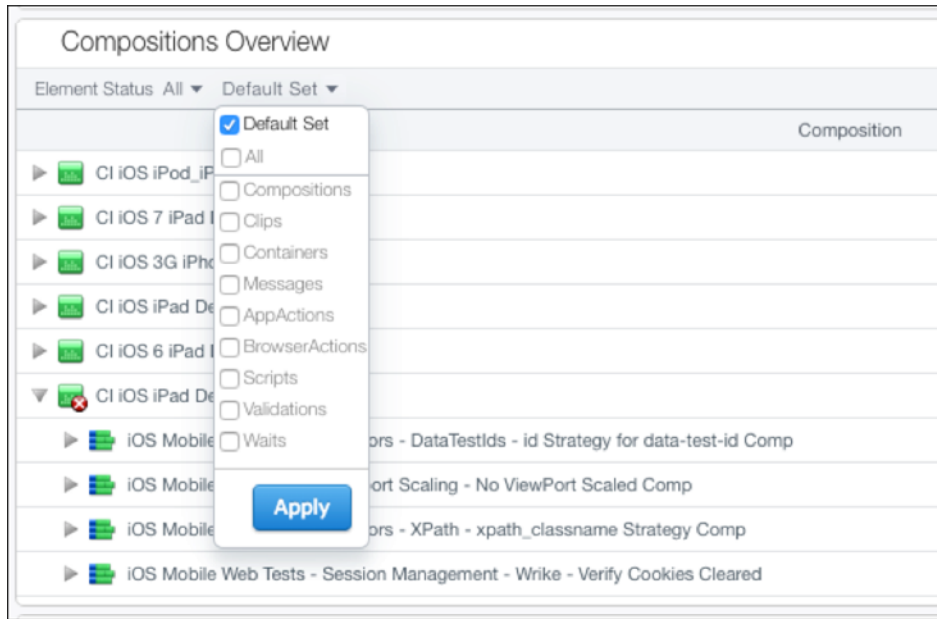 Compositions Overview
Element Status All Default Set
Default Set
All
Compositions
Clips
Containers
Messages
AppActions
BrowserActions
Scripts
Validations
Waits
Apply
Composition
CI iOS iPod_iP
CI iOS 7 iPad
CI iOS 3G iPho
CI iOS iPad De
CI iOS 6 iPad
CI iOS iPad De
iOS Mobile ors - DataTestIds - id Strategy for data-test-id Comp
iOS Mobile ort Scaling - No ViewPort Scaled Comp
iOS Mobile ors - XPath - xpath_classname Strategy Comp
iOS Mobile Web Tests - Session Management - Wrike - Verify Cookies Cleared